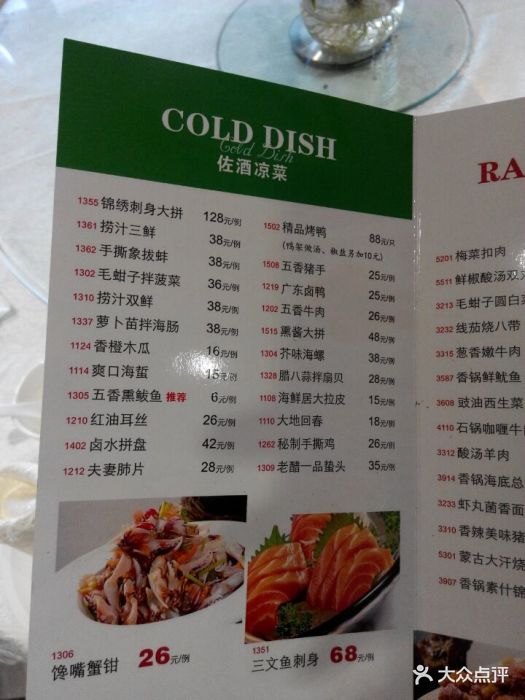 COLD DISH
Cold Dish
佐酒凉菜
1355 锦绣刺身大拼 128元/例
1361 捞汁三鲜 38元/例
1362 手撕象拔蚌 38元/例
1302 毛蚶子拌菠菜 36元/例
1310 捞汁双鲜 38元/例
1337 萝卜苗拌海肠 38元/例
1124 香橙木瓜 16元/例
1114 爽口海蜇 15元/例
1305 五香熏鲅鱼 推荐 6元/例
1210 红油耳丝 26元/例
1402 卤水拼盘 42元/例
1212 夫妻肺片 28元/例
1502 精品烤鸭 88元/只
(鸭架做汤、椒盐另加10元)
1508 五香猪手 25元/例
1219 广东卤鸭 25元/例
1202 五香牛肉 26元/例
1515 熏酱大拼 48元/例
1304 芥味海螺 38元/例
1328 腊八蒜拌扇贝 28元/例
1108 海鲜居大拉皮 15元/例
1110 大地回春 18元/例
1262 秘制手撕鸡 26元/例
1309 老醋一品蜇头 35元/例
1306
馋嘴蟹钳 26元/例
1351
三文鱼刺身 68元/例
RA
5201 梅菜扣肉
5511 鲜椒酸汤双
3213 毛蚶子圆白
3232 线茄烧八带
3315 葱香嫩牛肉
3587 香锅鲜鱿鱼
3608 豉油西生菜
4110 石锅咖喱牛
3312 酸汤羊肉
3914 香锅海底总
3233 虾丸菌香面
3310 香辣美味猪
5301 蒙古大汗烧
3907 香锅素什锦
大众点评